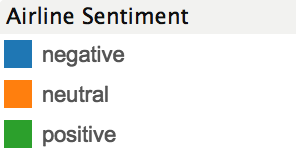 Airline Sentiment
negative
neutral
positive